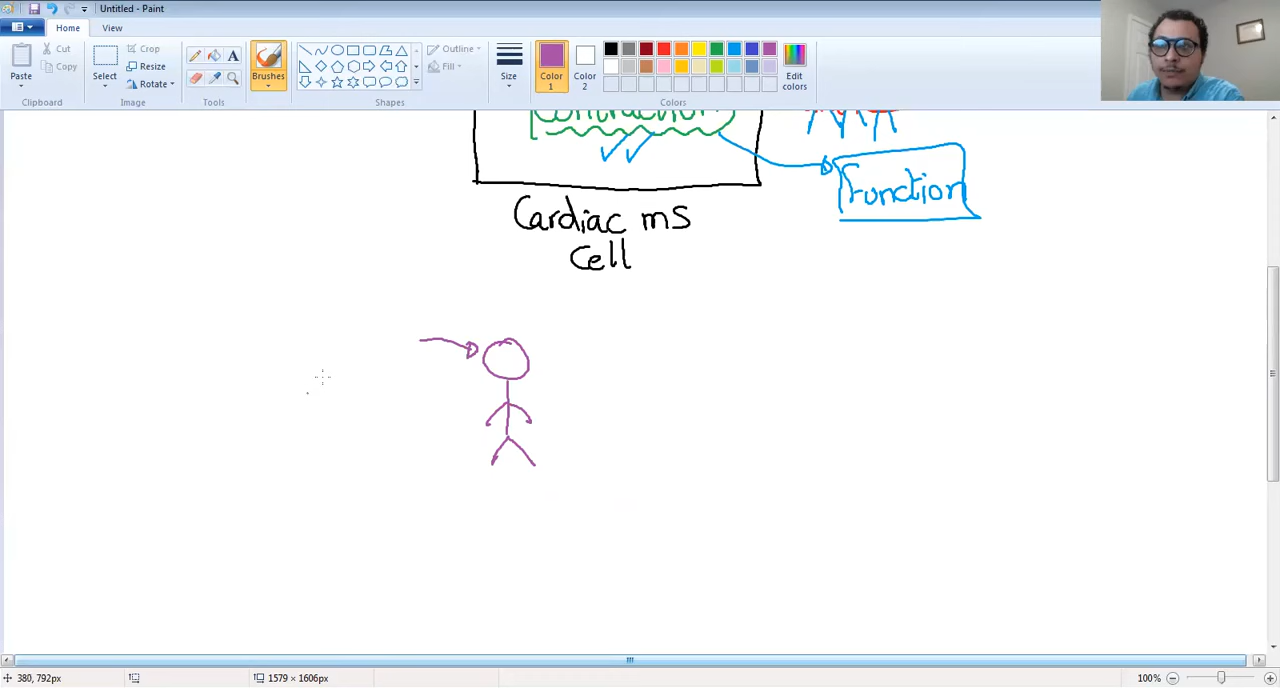 Untitled - Paint
Home
View
Paste
Cut
Copy
Clipboard
Select
Crop
Resize
Rotate
Image
Tools
Brushes
Shapes
Outline
Fill
Size
Color 1
Color 2
Edit colors
Colors
Contraction
Function
Cardiac ms
Cell
380, 792px
1579 × 1606px
100%